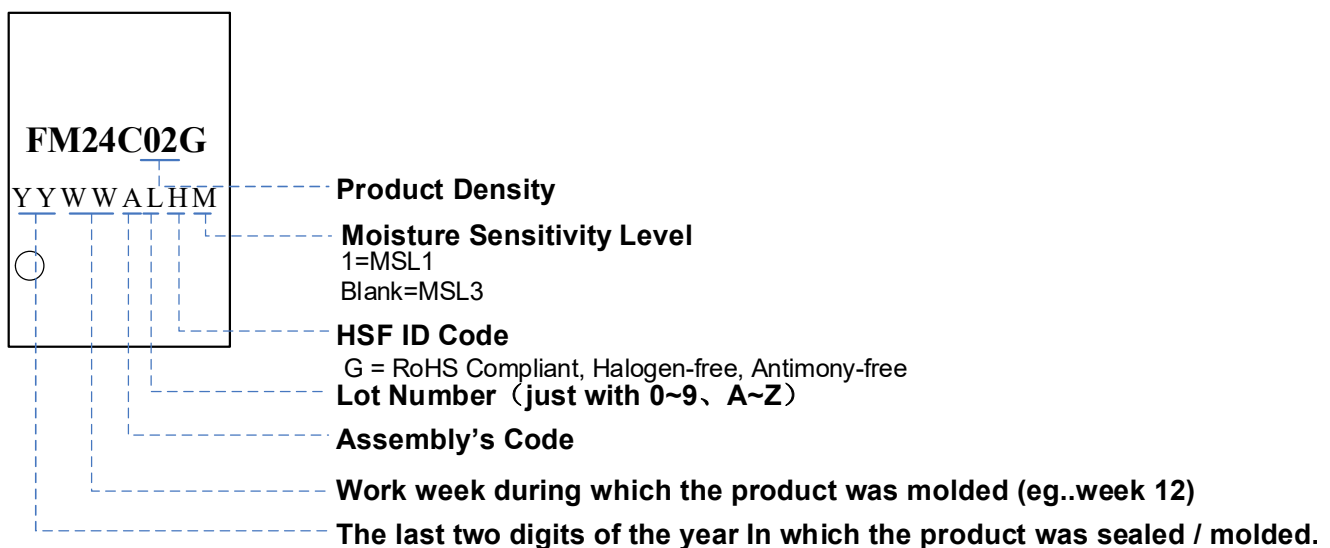 FM24C02G
YYWWALHM
Product Density
Moisture Sensitivity Level
1=MSL1
Blank=MSL3
HSF ID Code
G = RoHS Compliant, Halogen-free, Antimony-free
Lot Number（just with 0~9、A~Z）
Assembly’s Code
Work week during which the product was molded (eg..week 12)
The last two digits of the year In which the product was sealed / molded.